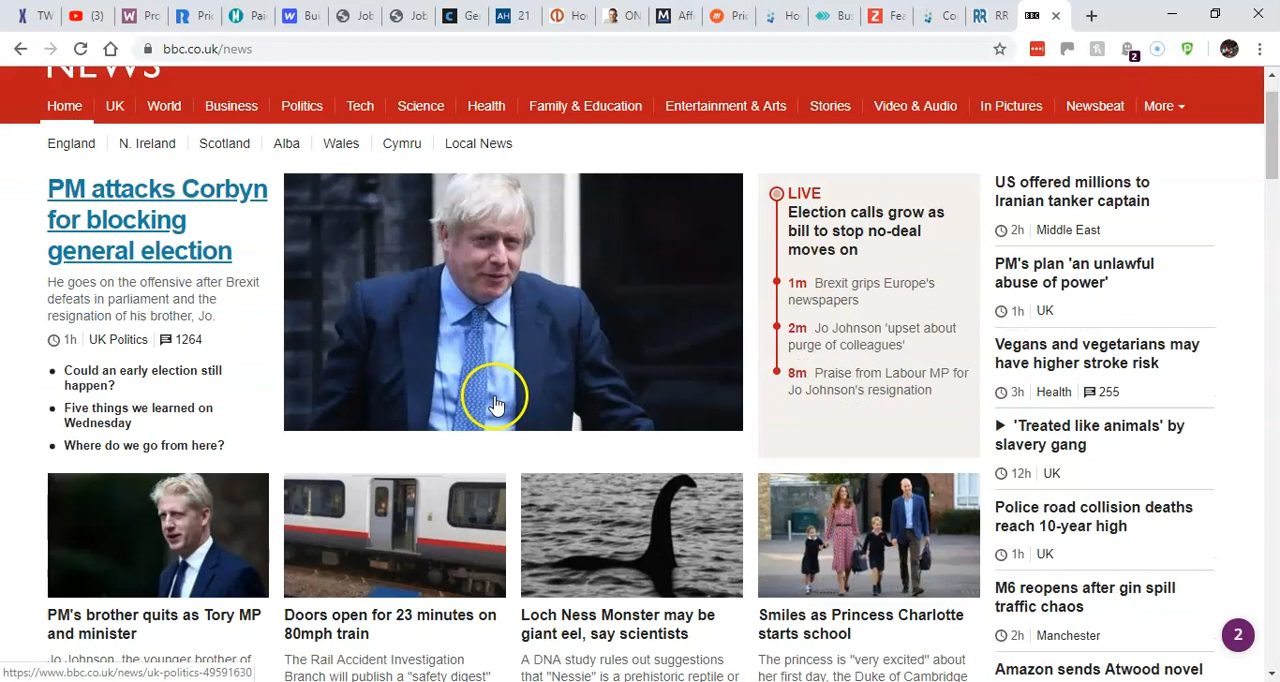 TW
(3)
Pro
Pric
Pai
Bui
Job
Job
Ge
AH 21
Ho
ON
M Aff
Pric
Ho
Bu
Z Fea
Co
RR RR
BBC
bbc.co.uk/news
2
NEWS
Home UK World Business Politics Tech Science Health Family & Education Entertainment & Arts Stories Video & Audio In Pictures Newsbeat More
England N. Ireland Scotland Alba Wales Cymru Local News
PM attacks Corbyn
for blocking
general election
He goes on the offensive after Brexit
defeats in parliament and the
resignation of his brother, Jo.
1h UK Politics 1264
Could an early election still
happen?
Five things we learned on
Wednesday
Where do we go from here?
LIVE
Election calls grow as
bill to stop no-deal
moves on
1m Brexit grips Europe's
newspapers
2m Jo Johnson 'upset about
purge of colleagues'
8m Praise from Labour MP for
Jo Johnson's resignation
US offered millions to
Iranian tanker captain
2h Middle East
PM's plan 'an unlawful
abuse of power'
1h UK
Vegans and vegetarians may
have higher stroke risk
3h Health 255
'Treated like animals' by
slavery gang
12h UK
Police road collision deaths
reach 10-year high
1h UK
M6 reopens after gin spill
traffic chaos
2h Manchester
Amazon sends Atwood novel
PM's brother quits as Tory MP
and minister
Jo Johnson, the younger brother of
Doors open for 23 minutes on
80mph train
The Rail Accident Investigation
Branch will publish a "safety digest"
Loch Ness Monster may be
giant eel, say scientists
A DNA study rules out suggestions
that "Nessie" is a prehistoric reptile or
Smiles as Princess Charlotte
starts school
The princess is "very excited" about
her first day, the Duke of Cambridge
2
https://www.bbc.co.uk/news/uk-politics-49591630